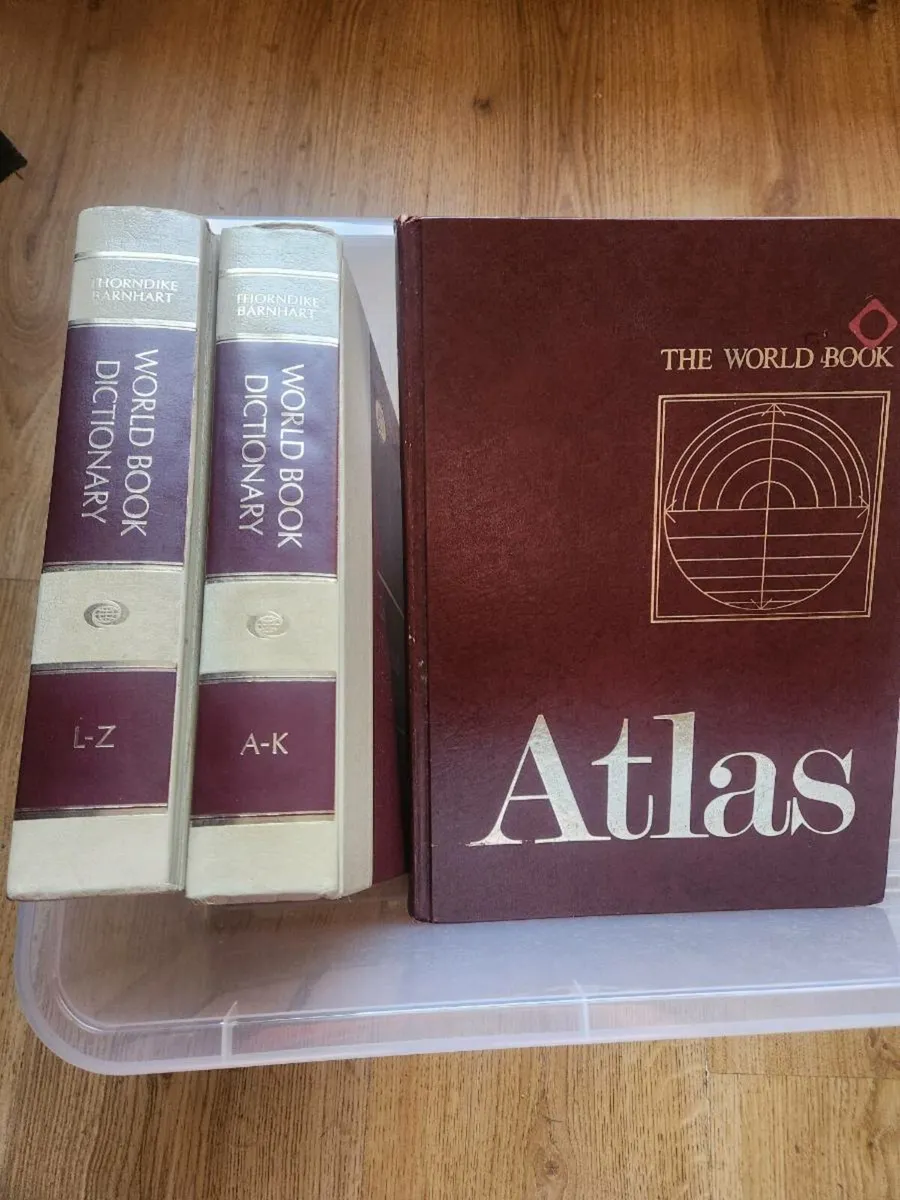 THORNDIKE
BARNHART
WORLD BOOK
DICTIONARY
L-Z
THORNDIKE
BARNHART
WORLD BOOK
DICTIONARY
A-K
THE WORLD BOOK
Atlas